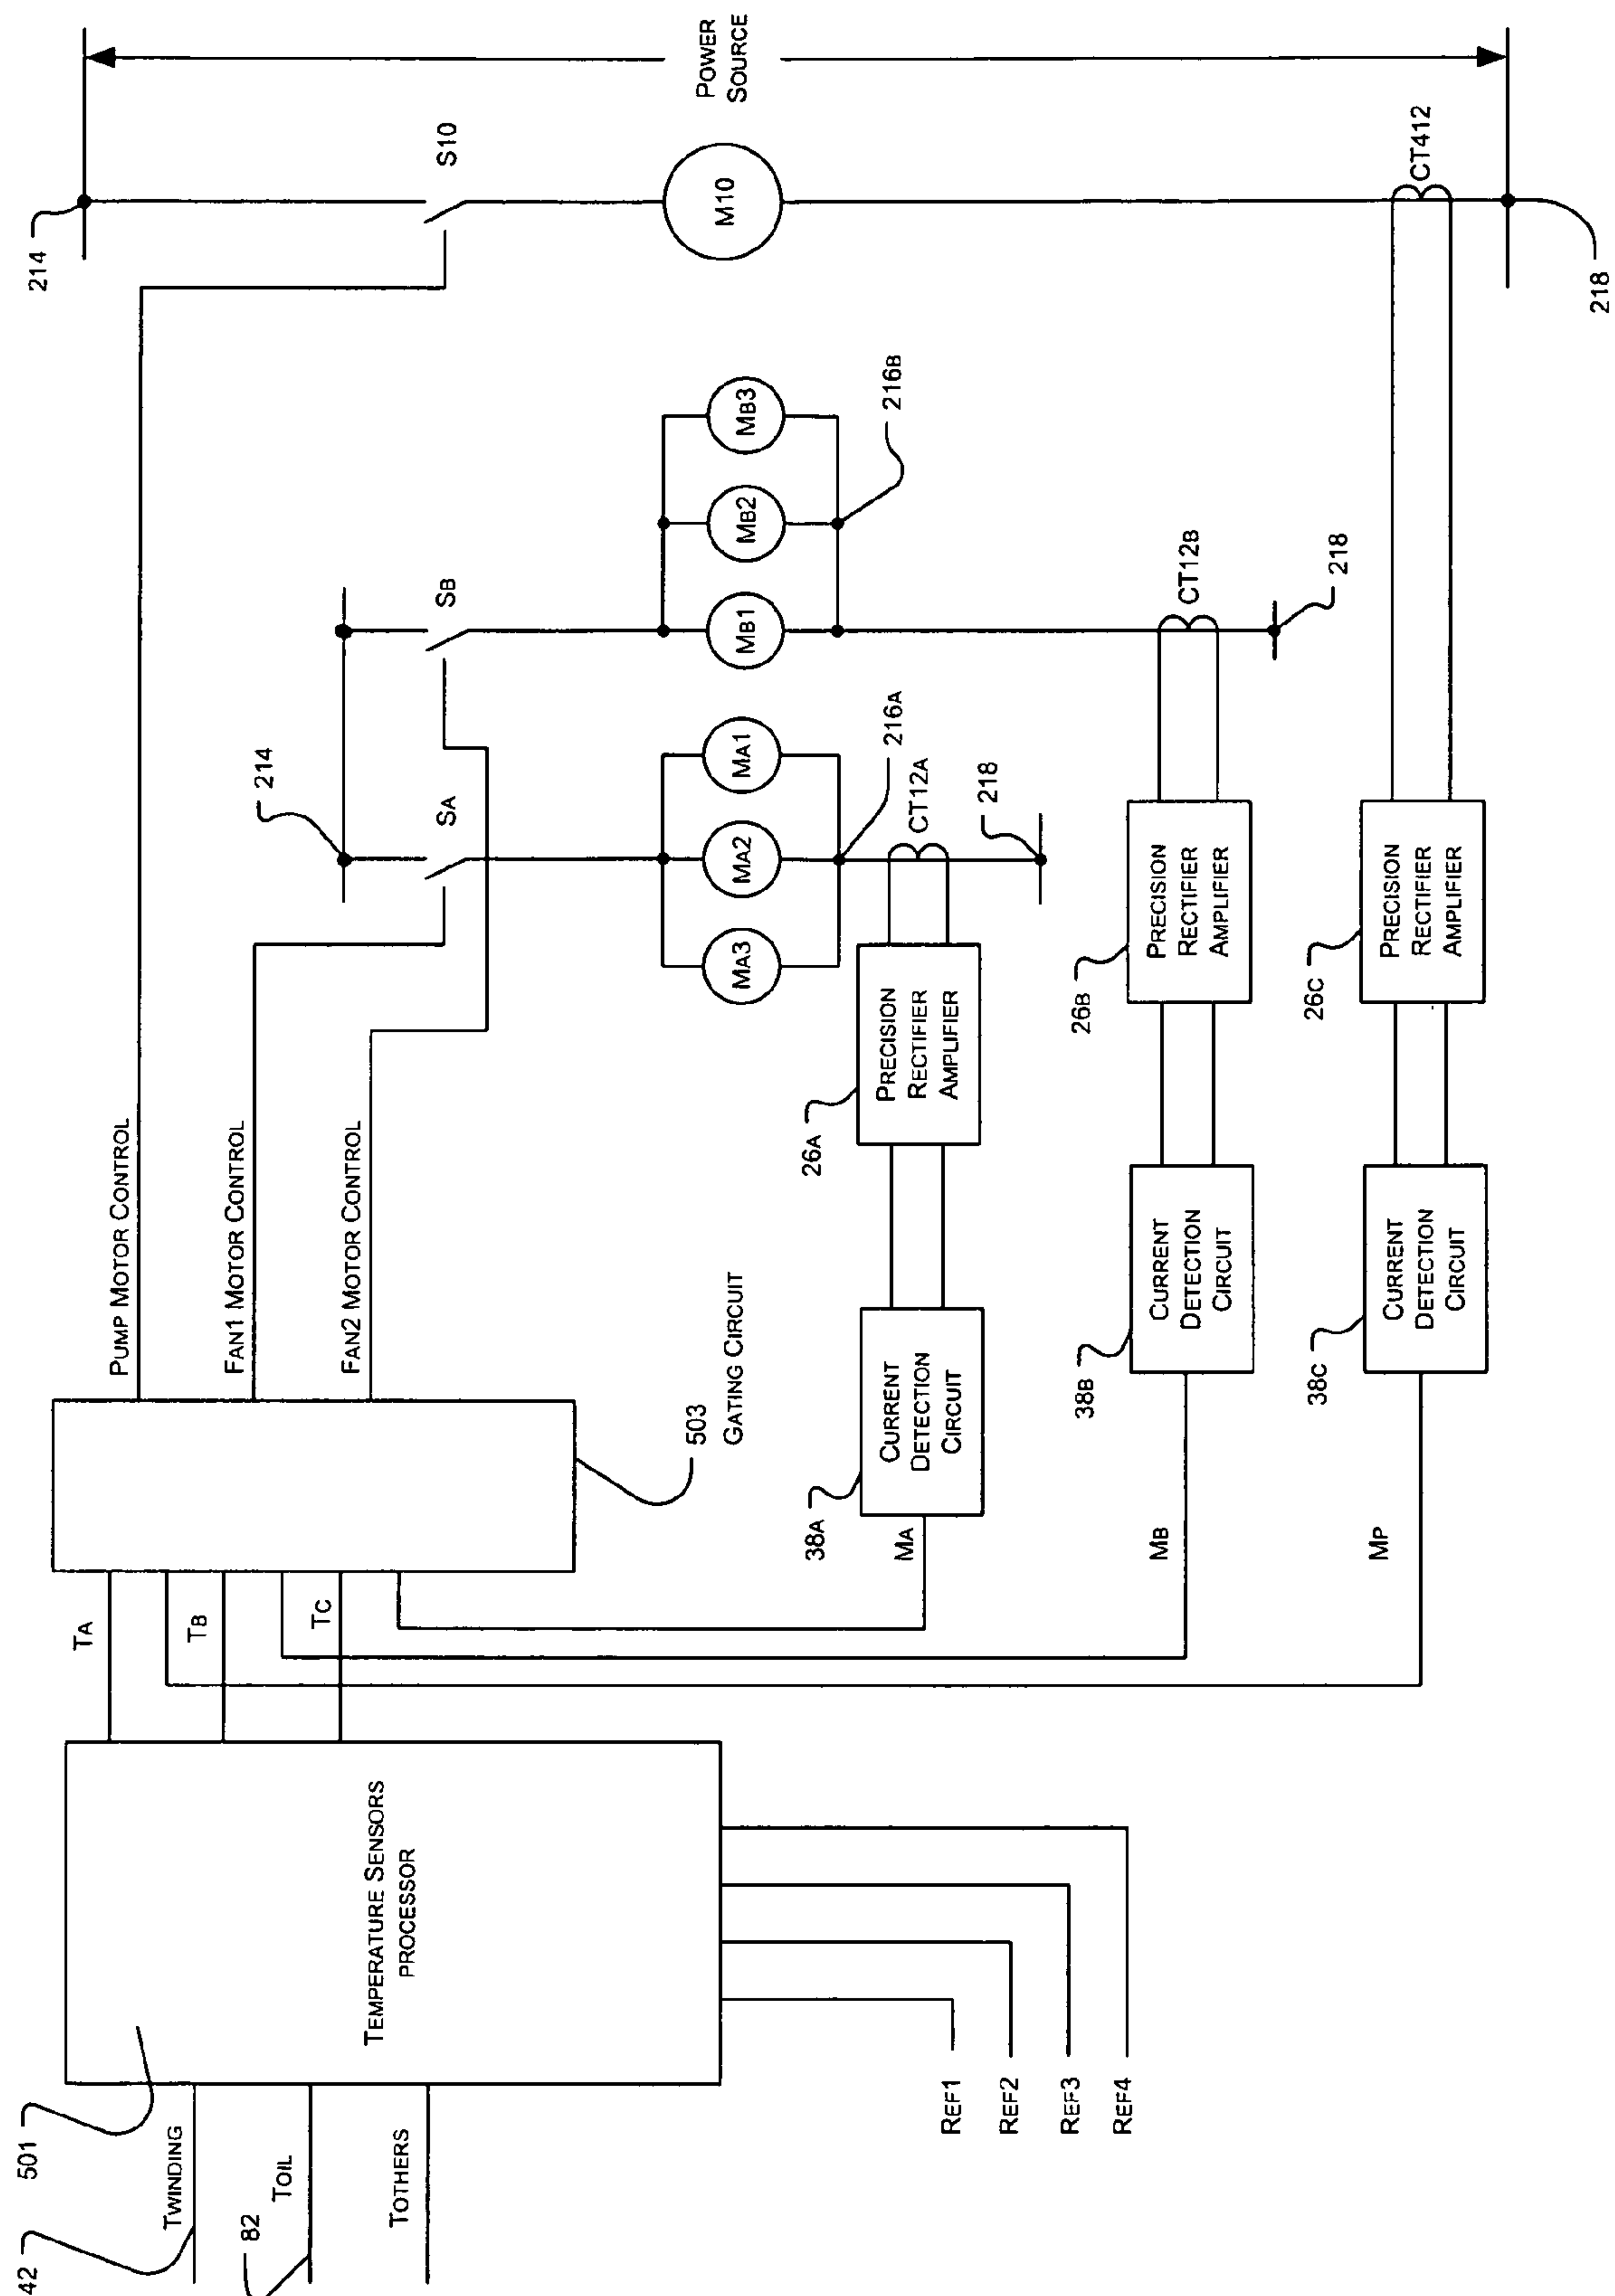 42
501
TWINDING
82
TOIL
TOTHERS
TEMPERATURE SENSORS
PROCESSOR
REF1
REF2
REF3
REF4
TA
TB
TC
503
GATING CIRCUIT
PUMP MOTOR CONTROL
FAN1 MOTOR CONTROL
FAN2 MOTOR CONTROL
38A
MA
CURRENT
DETECTION
CIRCUIT
26A
PRECISION
RECTIFIER
AMPLIFIER
MB
38B
CURRENT
DETECTION
CIRCUIT
26B
PRECISION
RECTIFIER
AMPLIFIER
MP
38C
CURRENT
DETECTION
CIRCUIT
26C
PRECISION
RECTIFIER
AMPLIFIER
214
SA
MA3
MA2
MA1
216A
CT12A
218
SB
MB1
MB2
MB3
216B
CT12B
218
214
S10
M10
CT412
218
POWER
SOURCE